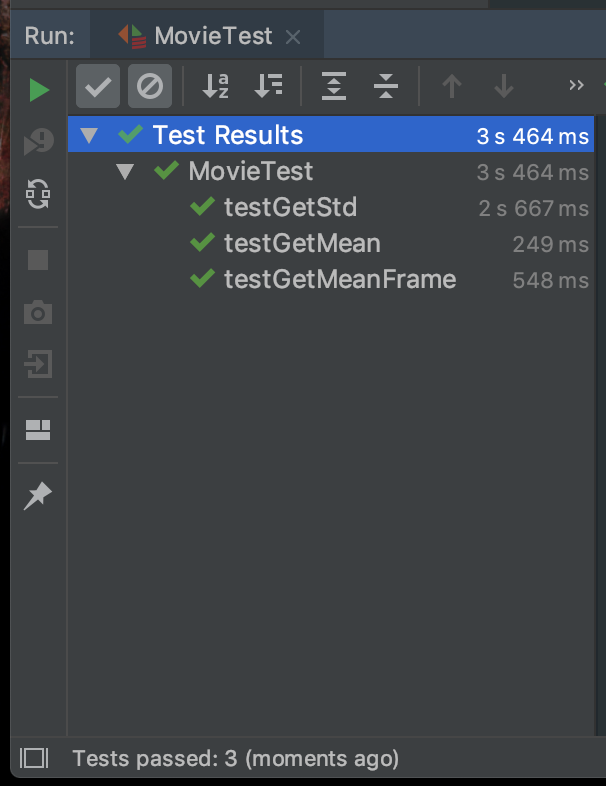 Run: MovieTest
Test Results 3 s 464 ms
MovieTest 3 s 464 ms
testGetStd 2 s 667 ms
testGetMean 249 ms
testGetMeanFrame 548 ms
Tests passed: 3 (moments ago)